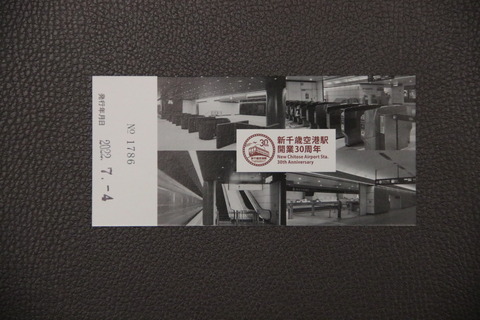 新千歳空港駅
開業30周年
New Chitose Airport Sta.
30th Anniversary
30
No 1786
発行年月日
2022. 7. -4